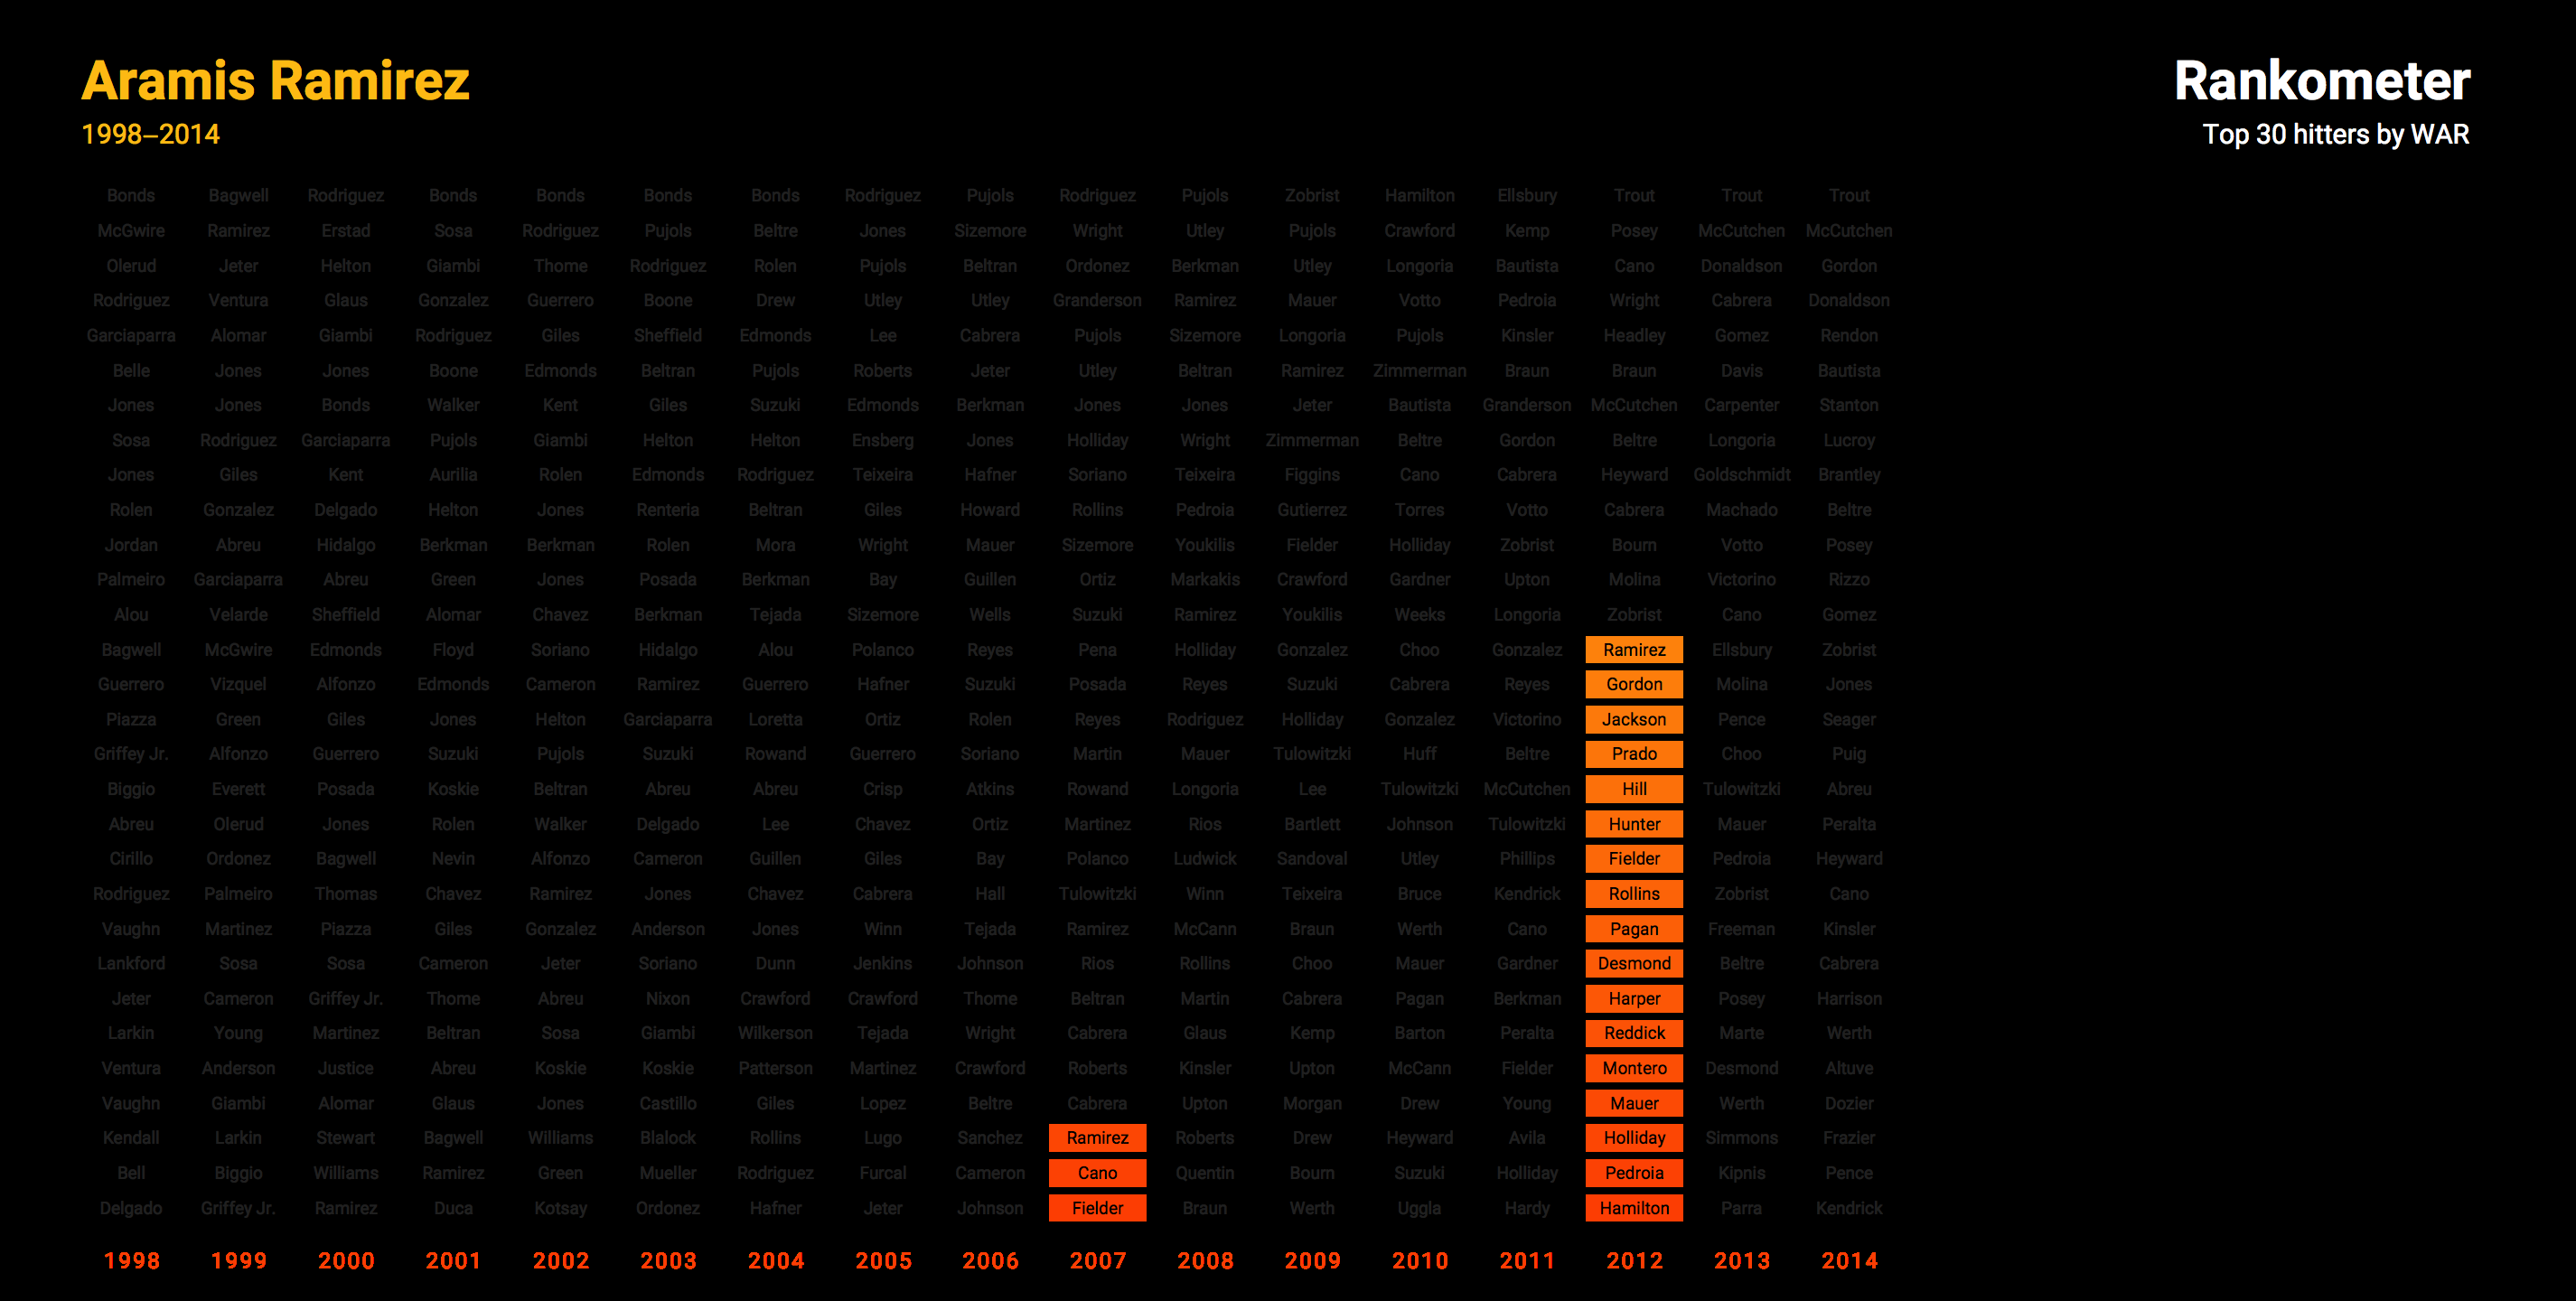 Aramis Ramirez
1998–2014
Rankometer
Top 30 hitters by WAR
Bonds Bagwell Rodriguez Bonds Bonds Bonds Bonds Rodriguez Pujols Rodriguez Pujols Zobrist Hamilton Ellsbury Trout Trout Trout
McGwire Ramirez Erstad Sosa Rodriguez Pujols Beltre Jones Sizemore Wright Utley Pujols Crawford Kemp Posey McCutchen McCutchen
Olerud Jeter Helton Giambi Thome Rodriguez Rolen Pujols Beltran Ordonez Berkman Utley Longoria Bautista Cano Donaldson Gordon
Rodriguez Ventura Glaus Gonzalez Guerrero Boone Drew Utley Utley Granderson Ramirez Mauer Votto Pedroia Wright Cabrera Donaldson
Garciaparra Alomar Giambi Rodriguez Giles Sheffield Edmonds Lee Cabrera Pujols Sizemore Longoria Pujols Kinsler Headley Gomez Rendon
Belle Jones Jones Boone Edmonds Beltran Pujols Roberts Jeter Utley Beltran Ramirez Zimmerman Braun Braun Davis Bautista
Jones Jones Bonds Walker Kent Giles Suzuki Edmonds Berkman Jones Jones Jeter Bautista Granderson McCutchen Carpenter Stanton
Sosa Rodriguez Garciaparra Pujols Giambi Helton Helton Ensberg Jones Holliday Wright Zimmerman Beltre Gordon Beltre Longoria Lucroy
Jones Giles Kent Aurilia Rolen Edmonds Rodriguez Teixeira Hafner Soriano Teixeira Figgins Cano Cabrera Heyward Goldschmidt Brantley
Rolen Gonzalez Delgado Helton Jones Renteria Beltran Giles Howard Rollins Pedroia Gutierrez Torres Votto Cabrera Machado Beltre
Jordan Abreu Hidalgo Berkman Berkman Rolen Mora Wright Mauer Sizemore Youkilis Fielder Holliday Zobrist Bourn Votto Posey
Palmeiro Garciaparra Abreu Green Jones Posada Berkman Bay Guillen Ortiz Markakis Crawford Gardner Upton Molina Victorino Rizzo
Alou Velarde Sheffield Alomar Chavez Berkman Tejada Sizemore Wells Suzuki Ramirez Youkilis Weeks Longoria Zobrist Cano Gomez
Bagwell McGwire Edmonds Floyd Soriano Hidalgo Alou Polanco Reyes Pena Holliday Gonzalez Choo Gonzalez Ramirez Ellsbury Zobrist
Guerrero Vizquel Alfonzo Edmonds Cameron Ramirez Guerrero Hafner Suzuki Posada Reyes Suzuki Cabrera Reyes Gordon Molina Jones
Piazza Green Giles Jones Helton Garciaparra Loretta Ortiz Rolen Reyes Rodriguez Holliday Gonzalez Victorino Jackson Pence Seager
Griffey Jr. Alfonzo Guerrero Suzuki Pujols Suzuki Rowand Guerrero Soriano Martin Mauer Tulowitzki Huff Beltre Prado Choo Puig
Biggio Everett Posada Koskie Beltran Abreu Abreu Crisp Atkins Rowand Longoria Lee Tulowitzki McCutchen Hill Tulowitzki Abreu
Abreu Olerud Jones Rolen Walker Delgado Lee Chavez Ortiz Martinez Rios Bartlett Johnson Tulowitzki Hunter Mauer Peralta
Cirillo Ordonez Bagwell Nevin Alfonzo Cameron Guillen Giles Bay Polanco Ludwick Sandoval Utley Phillips Fielder Pedroia Heyward
Rodriguez Palmeiro Thomas Chavez Ramirez Jones Chavez Cabrera Hall Tulowitzki Winn Teixeira Bruce Kendrick Rollins Zobrist Cano
Vaughn Martinez Piazza Giles Gonzalez Anderson Jones Winn Tejada Ramirez McCann Braun Werth Cano Pagan Freeman Kinsler
Lankford Sosa Sosa Cameron Jeter Soriano Dunn Jenkins Johnson Rios Rollins Choo Mauer Gardner Desmond Beltre Cabrera
Jeter Cameron Griffey Jr. Thome Abreu Nixon Crawford Crawford Thome Beltran Martin Cabrera Pagan Berkman Harper Posey Harrison
Larkin Young Martinez Beltran Sosa Giambi Wilkerson Tejada Wright Cabrera Glaus Kemp Barton Peralta Reddick Marte Werth
Ventura Anderson Justice Abreu Koskie Koskie Patterson Martinez Crawford Roberts Kinsler Upton McCann Fielder Montero Desmond Altuve
Vaughn Giambi Alomar Glaus Jones Castillo Giles Lopez Beltre Cabrera Upton Morgan Drew Young Mauer Werth Dozier
Kendall Larkin Stewart Bagwell Williams Blalock Rollins Lugo Sanchez Ramirez Roberts Drew Heyward Avila Holliday Simmons Frazier
Bell Biggio Williams Ramirez Green Mueller Rodriguez Furcal Cameron Cano Quentin Bourn Suzuki Holliday Pedroia Kipnis Pence
Delgado Griffey Jr. Ramirez Duca Kotsay Ordonez Hafner Jeter Johnson Fielder Braun Werth Uggla Hardy Hamilton Parra Kendrick
1998 1999 2000 2001 2002 2003 2004 2005 2006 2007 2008 2009 2010 2011 2012 2013 2014